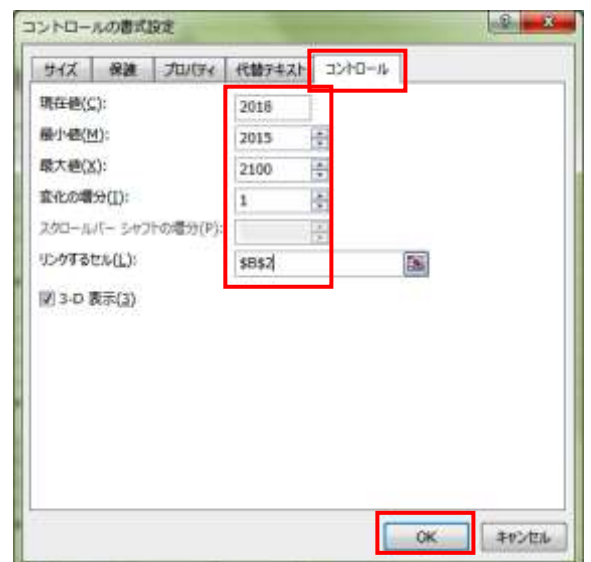 コントロールの書式設定
サイズ 保護 プロパティ 代替テキスト コントロール
現在値(C): 2018
最小値(M): 2015
最大値(X): 2100
変化の増分(I): 1
スクロールバー シャフトの増分(P):
リンクするセル(L): $B$2
3-D 表示(3)
OK キャンセル